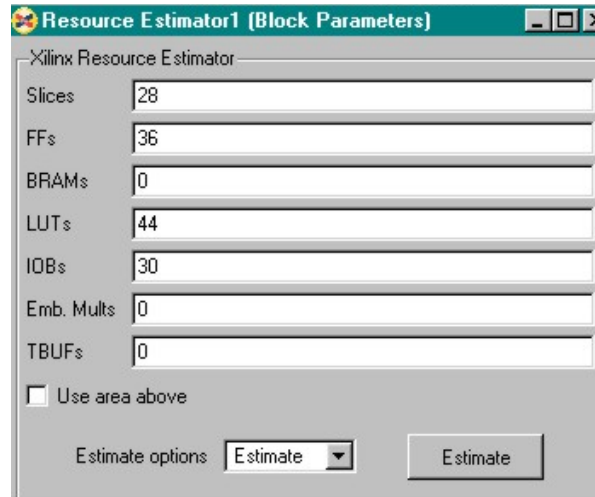 Resource Estimator1 (Block Parameters)
Xilinx Resource Estimator
Slices 28
FFs 36
BRAMs 0
LUTs 44
IOBs 30
Emb. Mults 0
TBUFs 0
Use area above
Estimate options Estimate Estimate